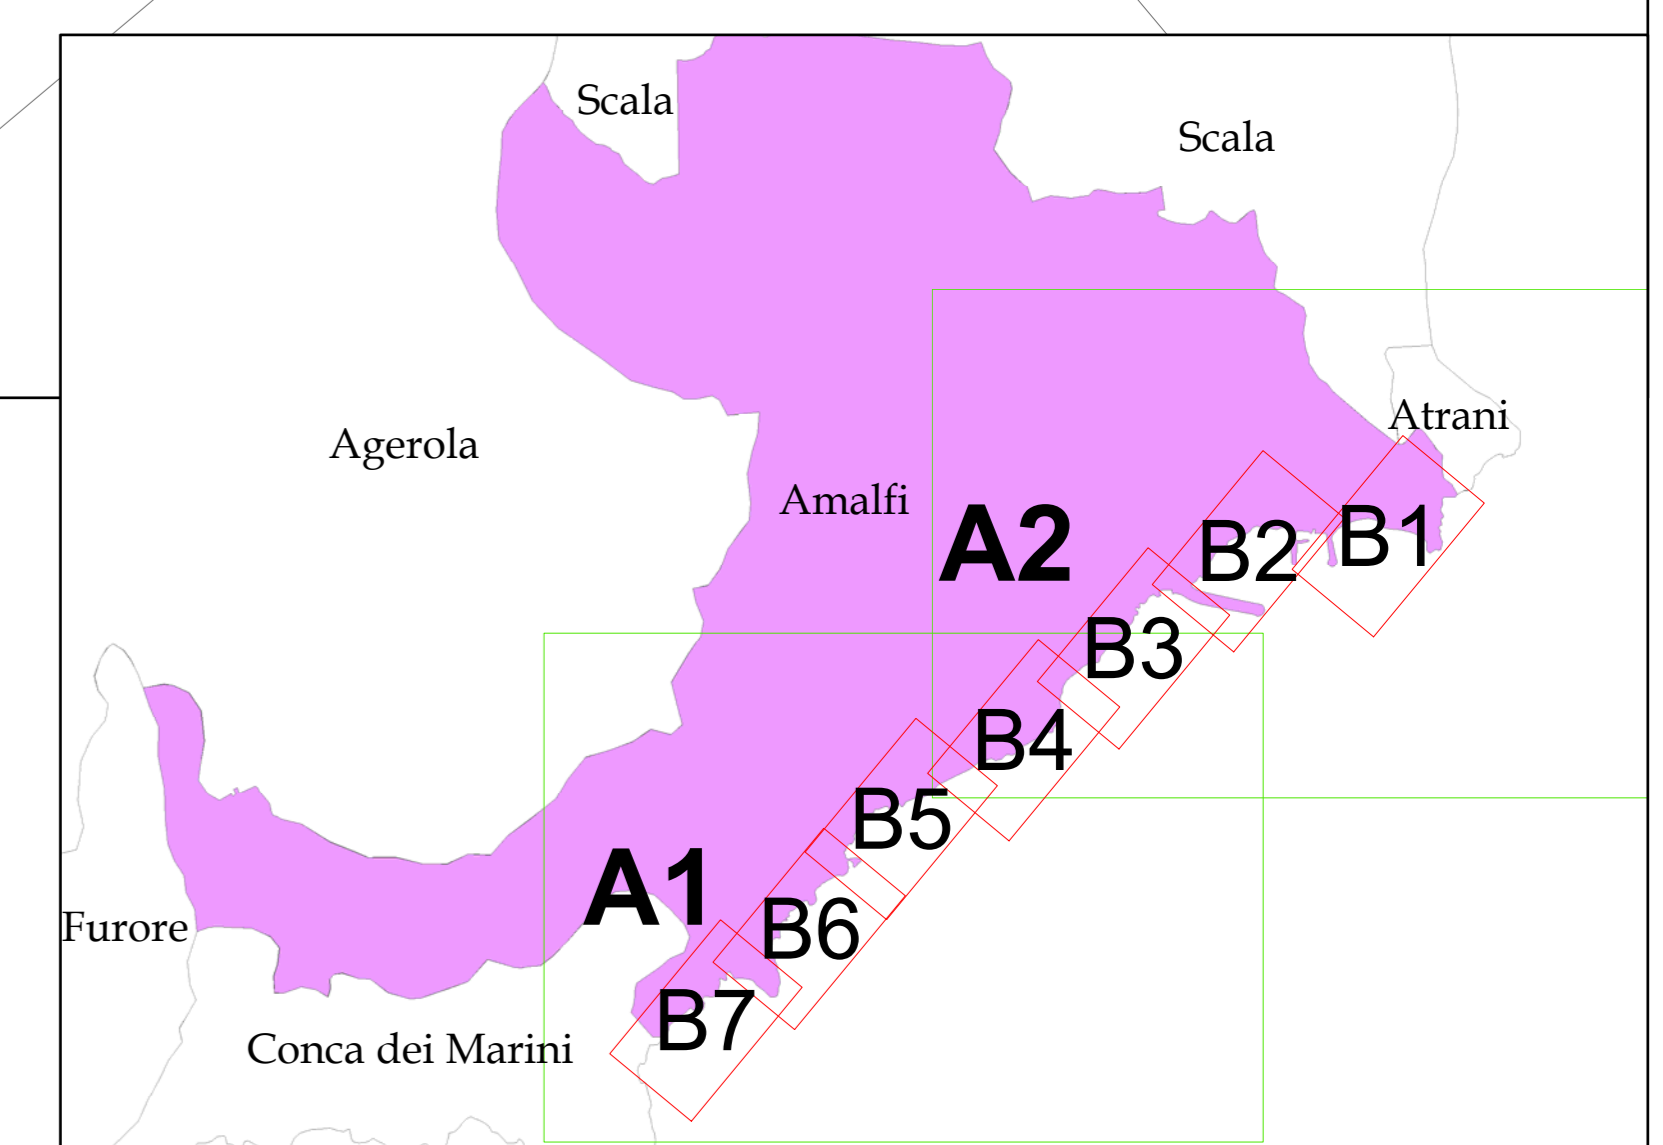 Scala
Scala
Atrani
Agerola
Amalfi
A2
B1
B2
B3
B4
B5
A1
B6
Furore
B7
Conca dei Marini